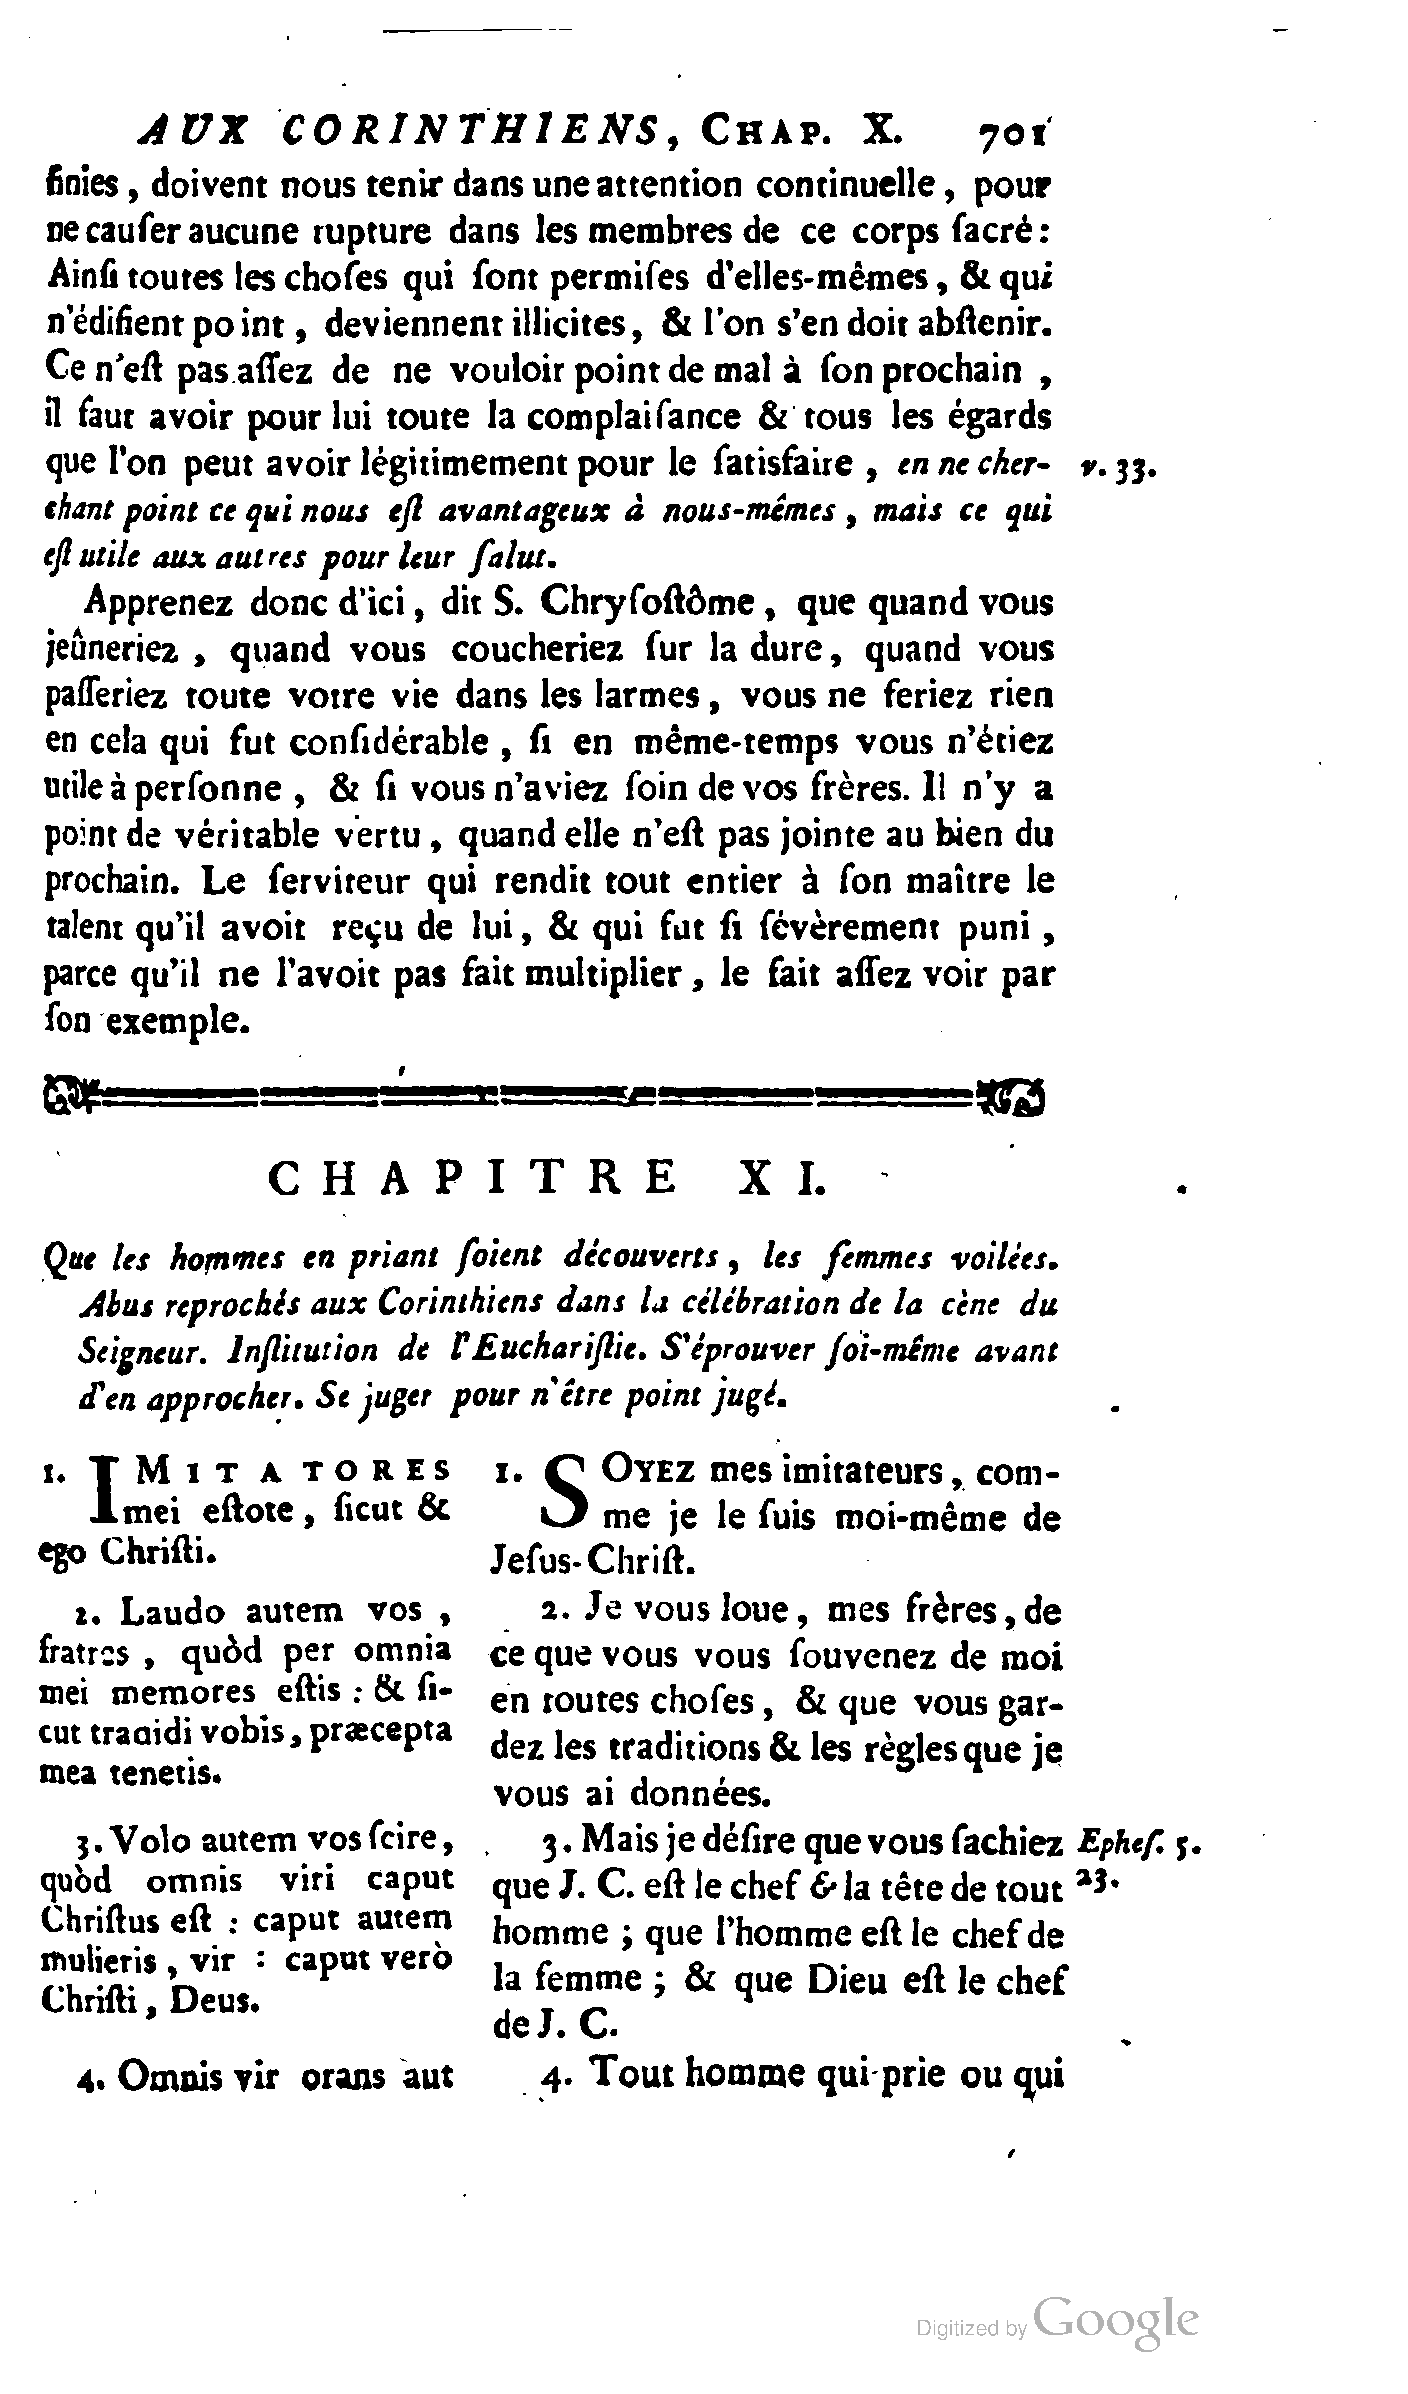 AUX CORINTHIENS, CHAP. X. 701
finies, doivent nous tenir dans une attention continuelle, pour
ne cauſer aucune rupture dans les membres de ce corps ſacré:
Ainſi toutes les choſes qui ſont permiſes d'elles-mêmes, & qui
n'édifient point, deviennent illicites, & l'on s'en doit abſtenir.
Ce n'eſt pas aſſez de ne vouloir point de mal à ſon prochain,
il faut avoir pour lui toute la complaiſance & tous les égards
que l'on peut avoir légitimement pour le ſatisfaire, en ne cher- v. 33.
chant point ce qui nous eſt avantageux à nous-mêmes, mais ce qui
eſt utile aux autres pour leur ſalut.
Apprenez donc d'ici, dit S. Chryſoſtôme, que quand vous
jeûneriez, quand vous coucheriez ſur la dure, quand vous
paſſeriez toute votre vie dans les larmes, vous ne feriez rien
en cela qui fut conſidérable, ſi en même-temps vous n'étiez
utile à perſonne, & ſi vous n'aviez ſoin de vos frères. Il n'y a
point de véritable vertu, quand elle n'eſt pas jointe au bien du
prochain. Le ſerviteur qui rendit tout entier à ſon maître le
talent qu'il avoit reçu de lui, & qui fut ſi ſévèrement puni,
parce qu'il ne l'avoit pas fait multiplier, le fait aſſez voir par
ſon exemple.
CHAPITRE XI.
Que les hommes en priant ſoient découverts, les femmes voilées.
Abus reprochés aux Corinthiens dans la célébration de la cène du
Seigneur. Inſtitution de l'Euchariſtie. S'éprouver ſoi-même avant
d'en approcher. Se juger pour n'être point jugé.
1. IMITATORES
mei eſtote, ſicut &
ego Chriſti.
2. Laudo autem vos,
fratres, quòd per omnia
mei memores eſtis : & ſi-
cut tradidi vobis, præcepta
mea tenetis.
3. Volo autem vos ſcire,
quòd omnis viri caput
Chriſtus eſt : caput autem
mulieris, vir : caput verò
Chriſti, Deus.
4. Omnis vir orans aut
1. SOYEZ mes imitateurs, com-
me je le ſuis moi-même de
Jeſus-Chriſt.
2. Je vous loue, mes frères, de
ce que vous vous ſouvenez de moi
en toutes choſes, & que vous gar-
dez les traditions & les règles que je
vous ai données.
3. Mais je déſire que vous ſachiez Epheſ. 5.
que J. C. eſt le chef & la tête de tout 23.
homme ; que l'homme eſt le chef de
la femme ; & que Dieu eſt le chef
de J. C.
4. Tout homme qui prie ou qui
Digitized by Google